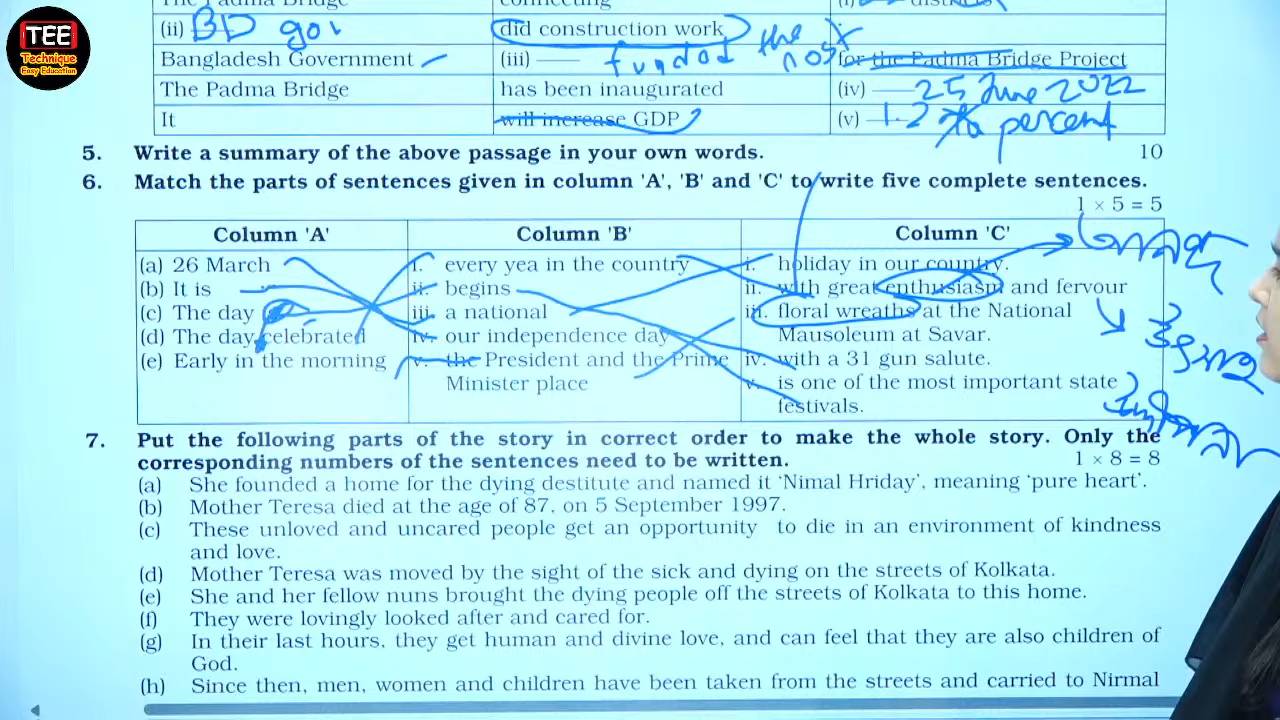 TEE
Technique
Easy Education
The Padma Bridge connecting (i) districts
(ii) BD gov did construction work
Bangladesh Government (iii) — funded the most for the Padma Bridge Project
The Padma Bridge has been inaugurated (iv) — 25 June 2022
It will increase GDP (v) 1.2 percent
5. Write a summary of the above passage in your own words. 10
6. Match the parts of sentences given in column 'A', 'B' and 'C' to write five complete sentences.
1 × 5 = 5
Column 'A' Column 'B' Column 'C'
(a) 26 March i. every yea in the country i. holiday in our country.
(b) It is ii. begins ii. with great enthusiasm and fervour
(c) The day iii. a national iii. floral wreaths at the National
(d) The day celebrated iv. our independence day Mausoleum at Savar.
(e) Early in the morning v. the President and the Prime iv. with a 31 gun salute.
Minister place v. is one of the most important state
festivals.
7. Put the following parts of the story in correct order to make the whole story. Only the
corresponding numbers of the sentences need to be written. 1 × 8 = 8
(a) She founded a home for the dying destitute and named it ‘Nimal Hriday’, meaning ‘pure heart’.
(b) Mother Teresa died at the age of 87, on 5 September 1997.
(c) These unloved and uncared people get an opportunity to die in an environment of kindness
and love.
(d) Mother Teresa was moved by the sight of the sick and dying on the streets of Kolkata.
(e) She and her fellow nuns brought the dying people off the streets of Kolkata to this home.
(f) They were lovingly looked after and cared for.
(g) In their last hours, they get human and divine love, and can feel that they are also children of
God.
(h) Since then, men, women and children have been taken from the streets and carried to Nirmal